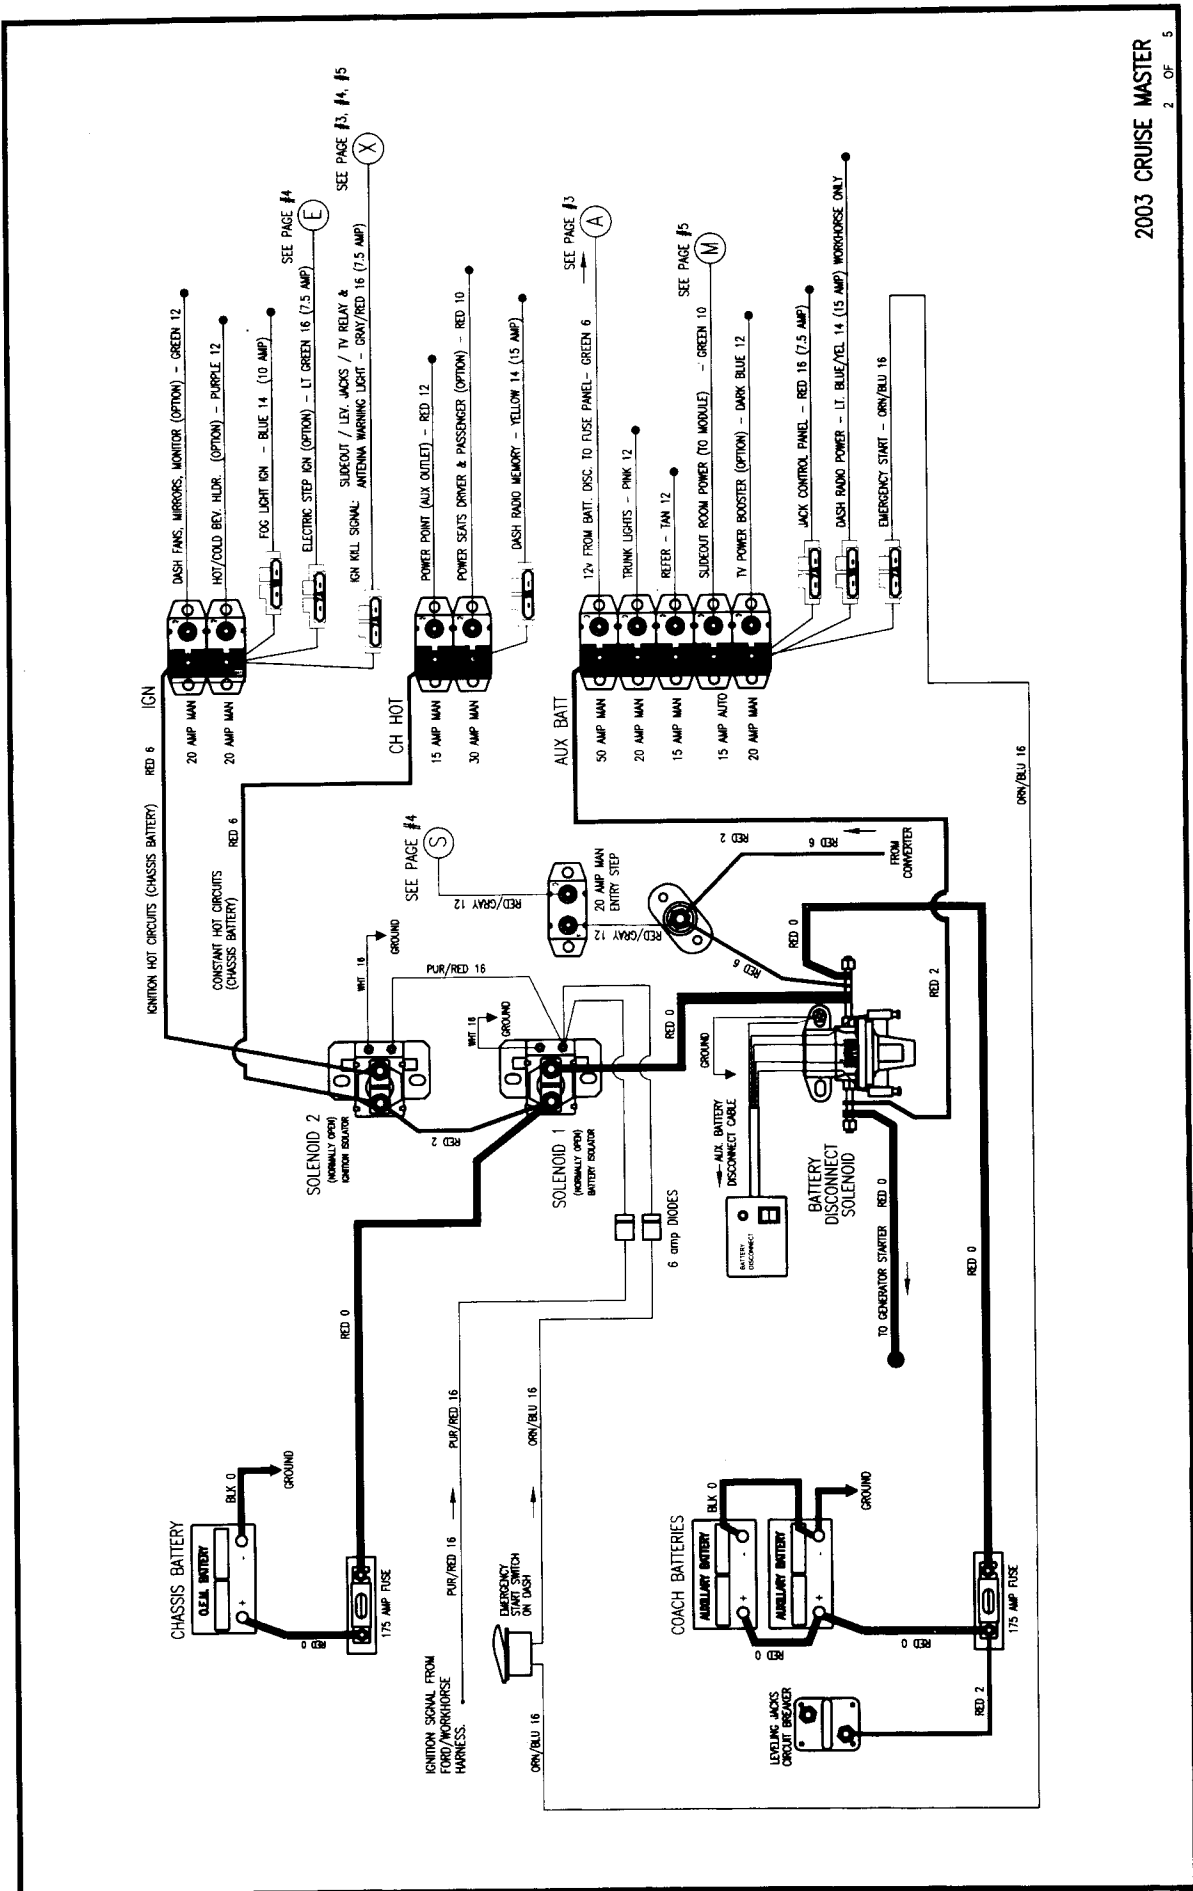 2003 CRUISE MASTER
2 OF 5
CHASSIS BATTERY
O.E.M. BATTERY
+ -
BLK 0
GROUND
RED 0
175 AMP FUSE
RED 0
IGNITION SIGNAL FROM
FORD/WORKHORSE
HARNESS.
PUR/RED 16
PUR/RED 16
EMERGENCY
START SWITCH
ON DASH
ORN/BLU 16
ORN/BLU 16
6 amp DIODES
COACH BATTERIES
AUXILLARY BATTERY
+ -
AUXILLARY BATTERY
+ -
BLK 0
GROUND
RED 0
RED 0
175 AMP FUSE
RED 2
LEVELING JACKS
CIRCUIT BREAKER
RED 0
SOLENOID 2
(NORMALLY OPEN)
IGNITION ISOLATOR
WHT 16
GROUND
PUR/RED 16
RED 2
SOLENOID 1
(NORMALLY OPEN)
BATTERY ISOLATOR
WHT 16
GROUND
RED 0
BATTERY
DISCONNECT
AUX. BATTERY
DISCONNECT CABLE
GROUND
BATTERY
DISCONNECT
SOLENOID
TO GENERATOR STARTER RED 0
RED 0
RED 2
RED 6
RED 6
RED 2
FROM
CONVERTER
RED/GRAY 12
RED/GRAY 12
20 AMP MAN
ENTRY STEP
SEE PAGE #4
S
IGNITION HOT CIRCUITS (CHASSIS BATTERY) RED 6
CONSTANT HOT CIRCUITS
(CHASSIS BATTERY)
RED 6
IGN
20 AMP MAN
20 AMP MAN
DASH FANS, MIRRORS, MONITOR (OPTION) - GREEN 12
HOT/COLD BEV. HLDR. (OPTION) - PURPLE 12
FOG LIGHT IGN - BLUE 14 (10 AMP)
ELECTRIC STEP IGN (OPTION) - LT GREEN 16 (7.5 AMP)
SEE PAGE #4
E
IGN KILL SIGNAL:
SLIDEOUT / LEV. JACKS / TV RELAY &
ANTENNA WARNING LIGHT - GRAY/RED 16 (7.5 AMP)
SEE PAGE #3, #4, #5
X
CH HOT
15 AMP MAN
30 AMP MAN
POWER POINT (AUX OUTLET) - RED 12
POWER SEATS DRIVER & PASSENGER (OPTION) - RED 10
DASH RADIO MEMORY - YELLOW 14 (15 AMP)
AUX BATT
50 AMP MAN
20 AMP MAN
15 AMP MAN
15 AMP AUTO
20 AMP MAN
12v FROM BATT. DISC. TO FUSE PANEL- GREEN 6
SEE PAGE #3
A
TRUNK LIGHTS - PINK 12
REFER - TAN 12
SLIDEOUT ROOM POWER (TO MODULE) - GREEN 10
SEE PAGE #5
M
TV POWER BOOSTER (OPTION) - DARK BLUE 12
JACK CONTROL PANEL - RED 16 (7.5 AMP)
DASH RADIO POWER - LT. BLUE/YEL 14 (15 AMP) WORKHORSE ONLY
EMERGENCY START - ORN/BLU 16
ORN/BLU 16